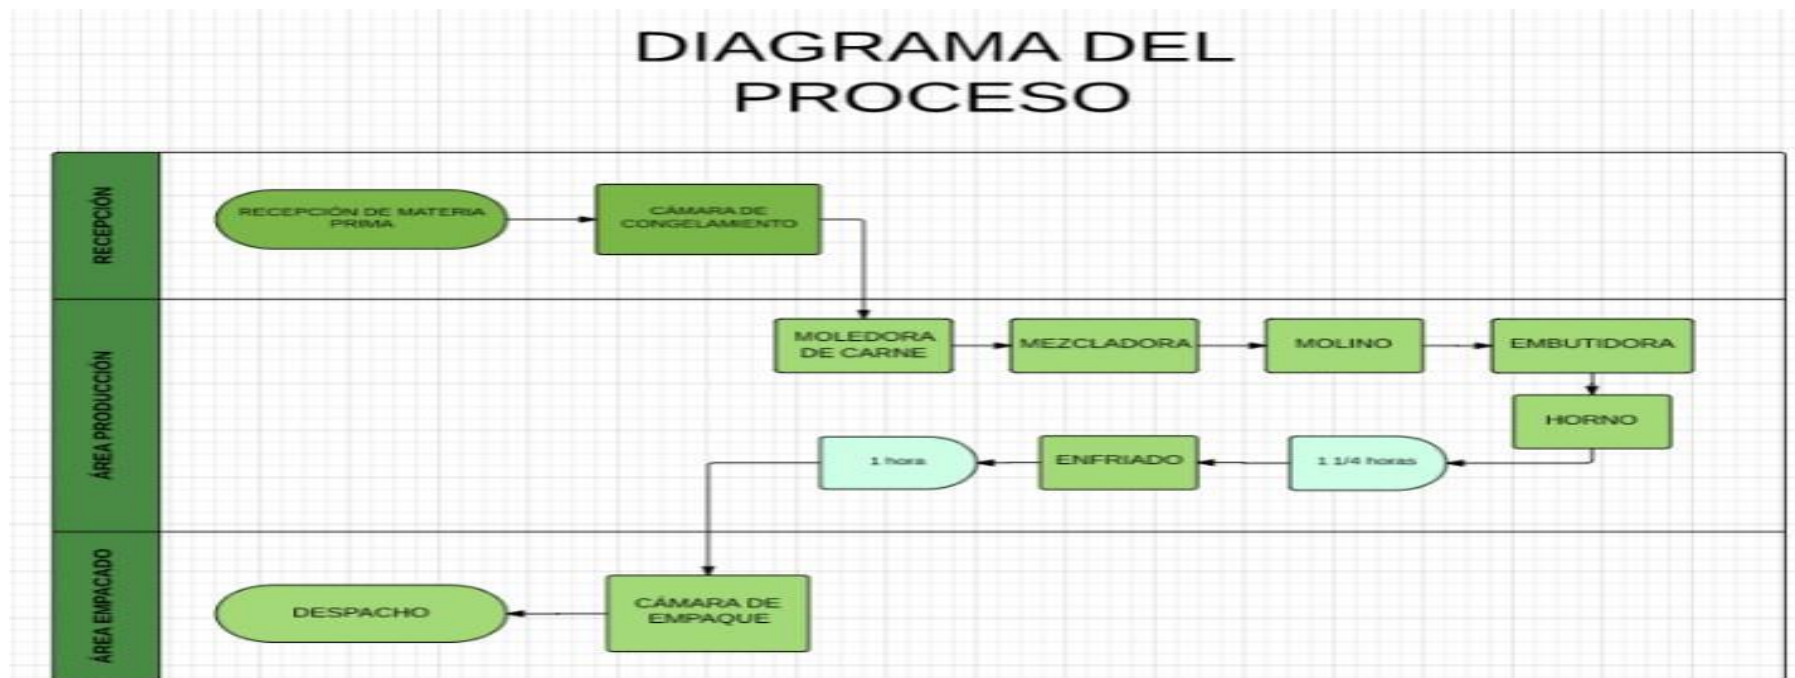 DIAGRAMA DEL
PROCESO
RECEPCIÓN
RECEPCIÓN DE MATERIA
PRIMA
CÁMARA DE
CONGELAMIENTO
ÁREA PRODUCCIÓN
MOLEDORA
DE CARNE
MEZCLADORA
MOLINO
EMBUTIDORA
HORNO
1 1/4 horas
ENFRIADO
1 hora
ÁREA EMPACADO
CÁMARA DE
EMPAQUE
DESPACHO